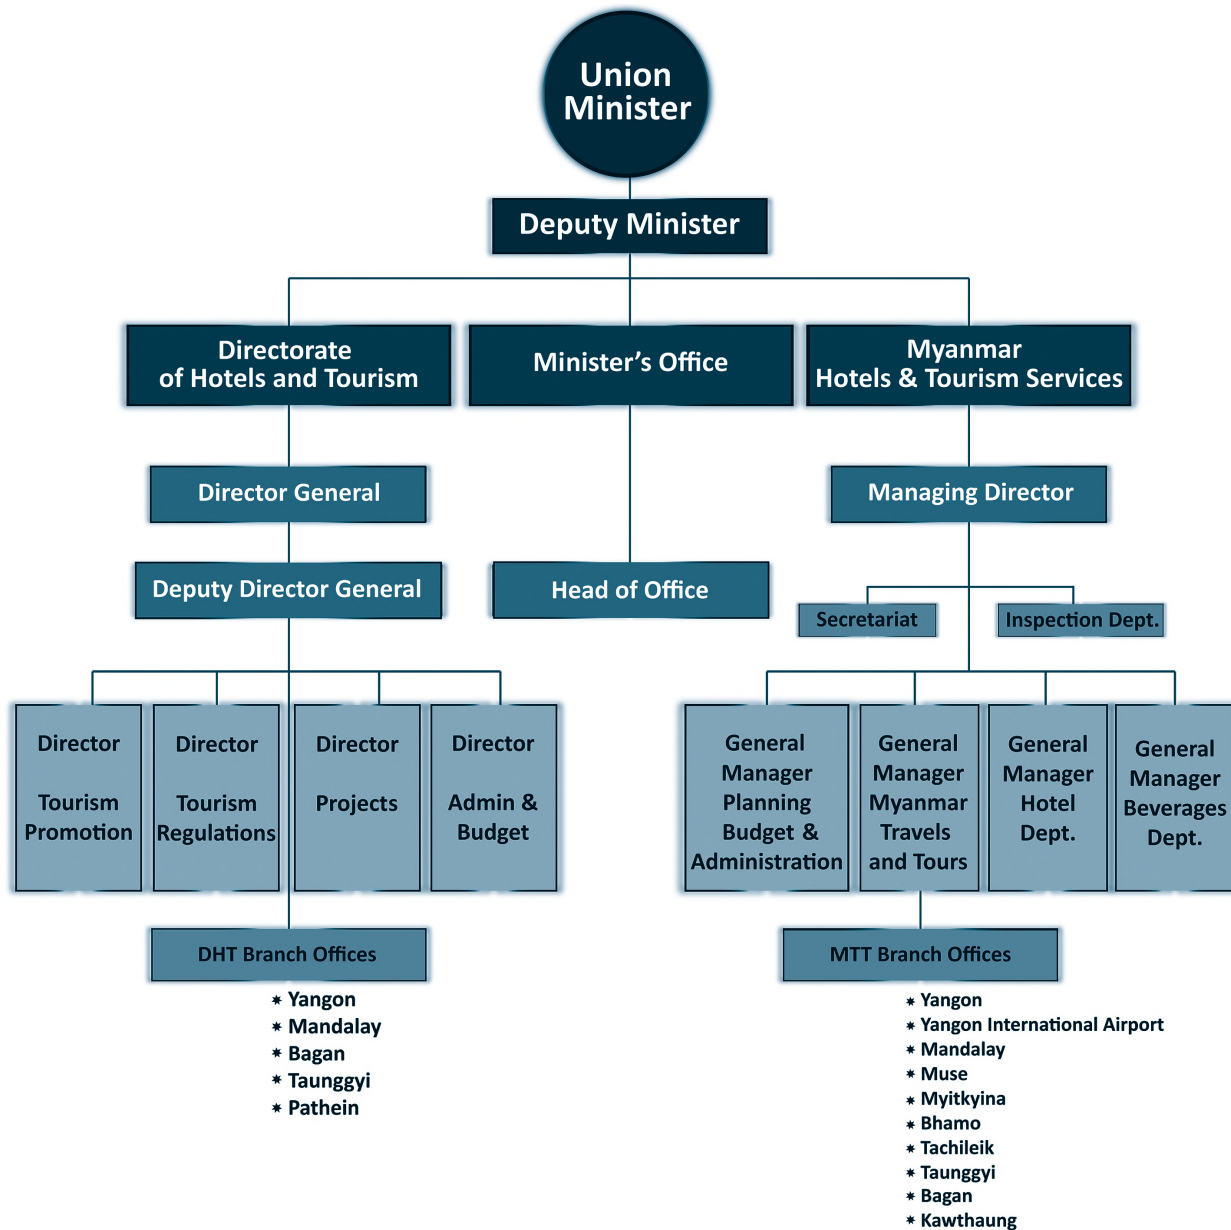 Union
Minister
Deputy Minister
Directorate
of Hotels and Tourism
Minister’s Office
Myanmar
Hotels & Tourism Services
Director General
Managing Director
Deputy Director General
Head of Office
Secretariat
Inspection Dept.
Director
Tourism
Promotion
Director
Tourism
Regulations
Director
Projects
Director
Admin &
Budget
General
Manager
Planning
Budget &
Administration
General
Manager
Myanmar
Travels
and Tours
General
Manager
Hotel
Dept.
General
Manager
Beverages
Dept.
DHT Branch Offices
✷ Yangon
✷ Mandalay
✷ Bagan
✷ Taunggyi
✷ Pathein
MTT Branch Offices
✷ Yangon
✷ Yangon International Airport
✷ Mandalay
✷ Muse
✷ Myitkyina
✷ Bhamo
✷ Tachileik
✷ Taunggyi
✷ Bagan
✷ Kawthaung